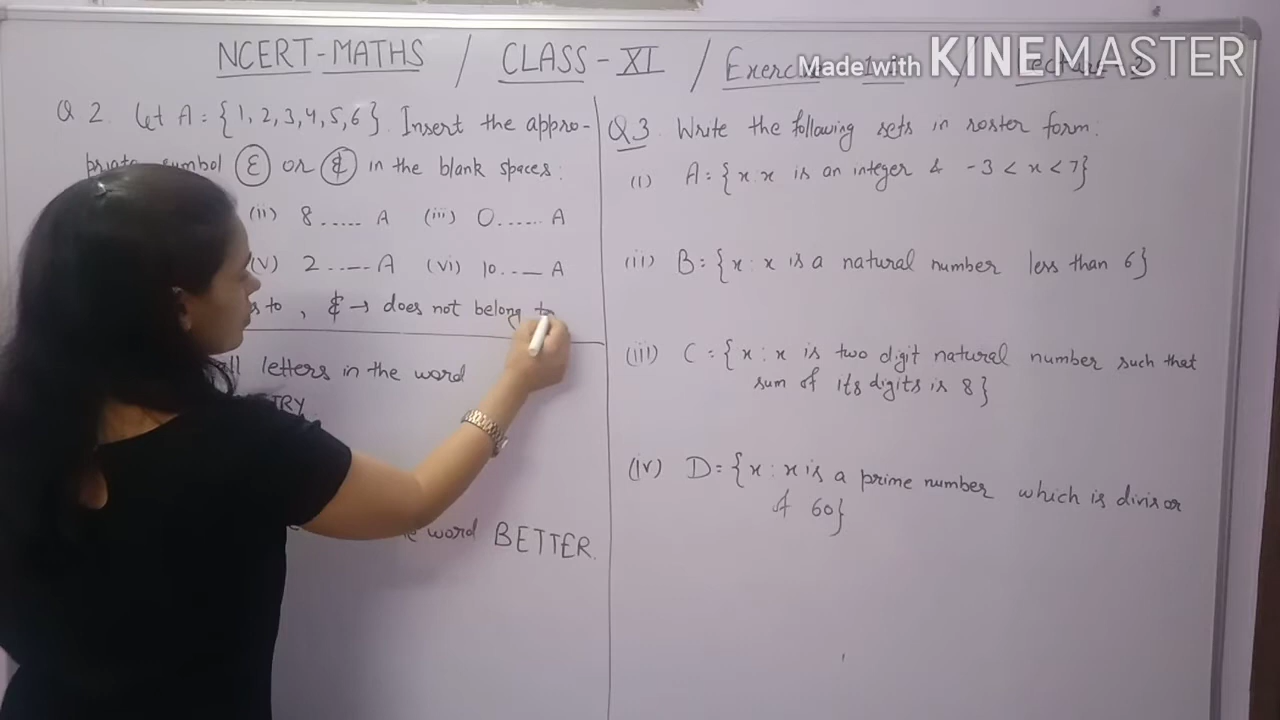 NCERT-MATHS / CLASS-XI / Exercise
Made with KINEMASTER
Q 2. Let A = {1, 2, 3, 4, 5, 6}. Insert the appro-
symbol ∈ or ∉ in the blank spaces:
(ii) 8 ..... A (iii) 0 ...... A
(v) 2 ..... A (vi) 10 ..... A
to, ∉ → does not belong to
letters in the word
word BETTER.
Q.3 Write the following sets in roster form:
(i) A = {x x is an integer & -3 < x < 7}
(ii) B = {x : x is a natural number less than 6}
(iii) C = {x : x is two digit natural number such that
sum of its digits is 8}
(iv) D = {x : x is a prime number which is divisor
of 60}